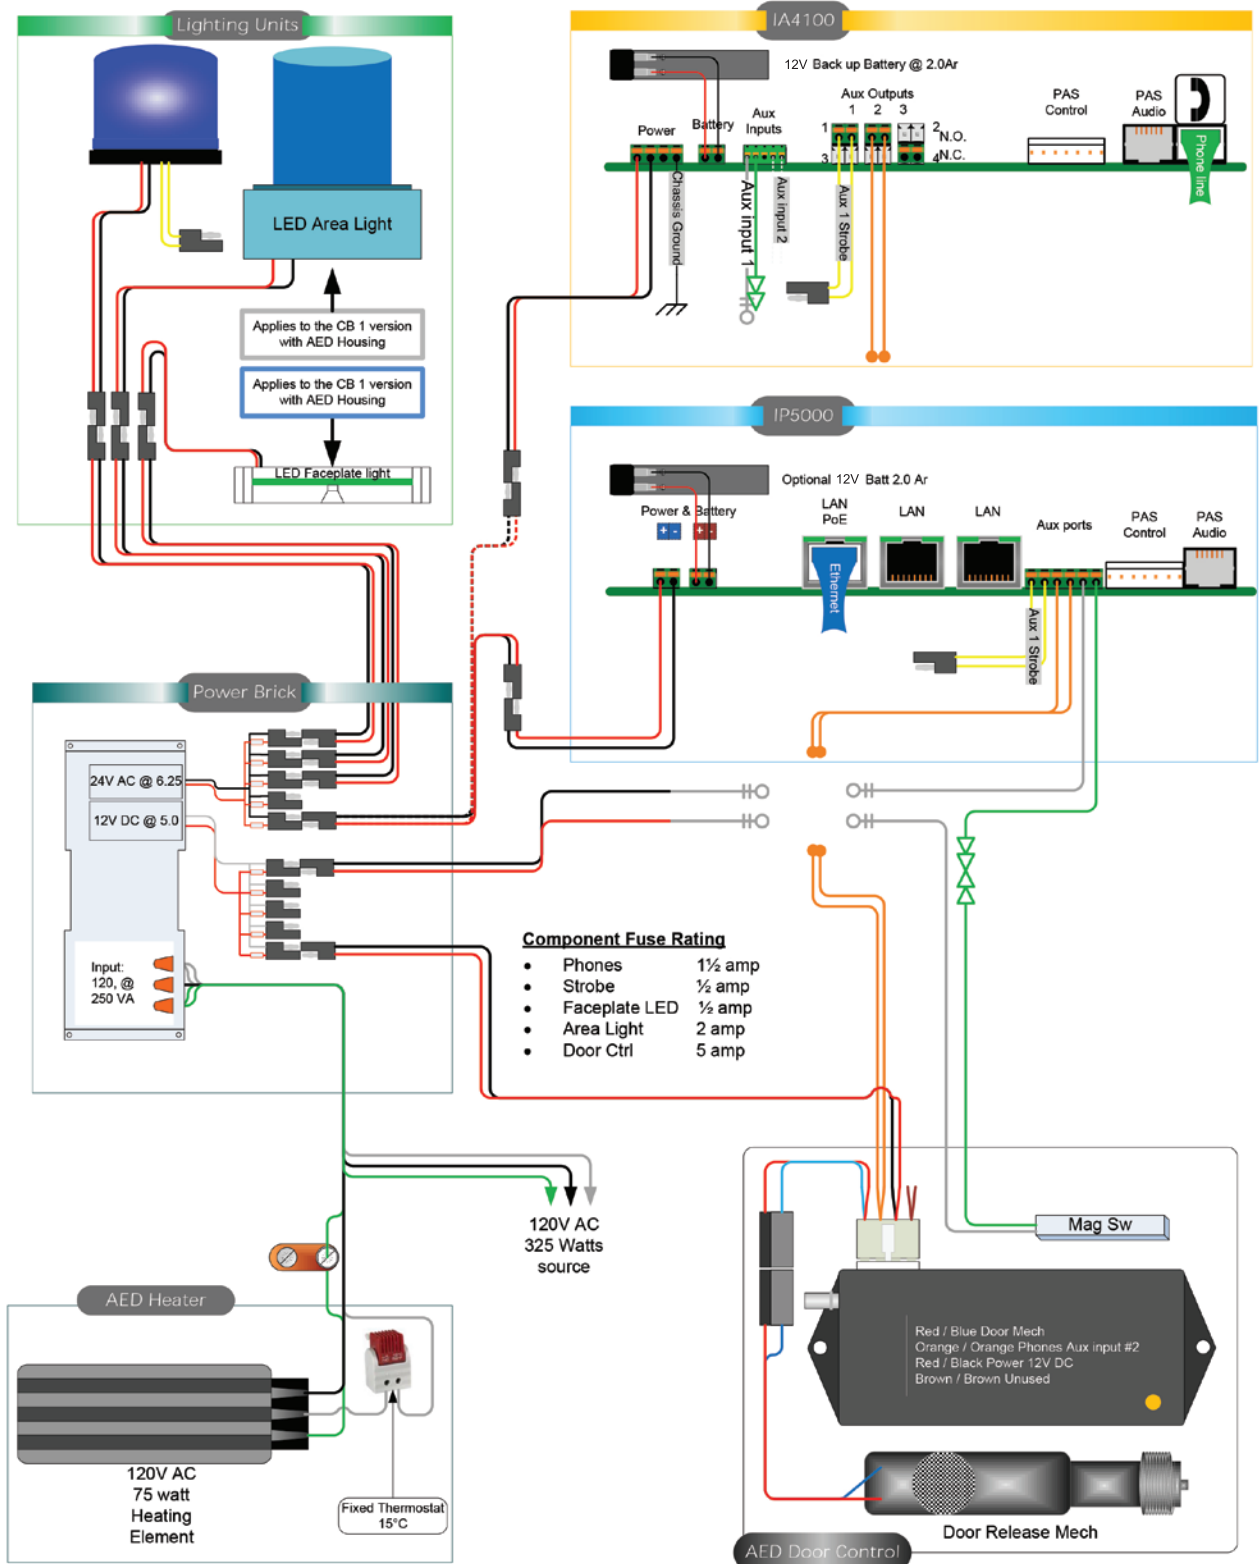 Lighting Units
LED Area Light
Applies to the CB 1 version
with AED Housing
Applies to the CB 1 version
with AED Housing
LED Faceplate light
IA4100
12V Back up Battery @ 2.0Ar
Power
Battery
Aux
Inputs
Aux Outputs
1 2 3
1
3
2
N.O.
4
N.C.
PAS
Control
PAS
Audio
Phone line
Chassis Ground
Aux input 1
Aux input 2
Aux 1 Strobe
IP5000
Optional 12V Batt 2.0 Ar
Power & Battery
+ -
+ -
LAN
PoE
LAN
LAN
Aux ports
PAS
Control
PAS
Audio
Ethernet
Aux 1 Strobe
Power Brick
24V AC @ 6.25
12V DC @ 5.0
Input:
120, @
250 VA
Component Fuse Rating
• Phones 1½ amp
• Strobe ½ amp
• Faceplate LED ½ amp
• Area Light 2 amp
• Door Ctrl 5 amp
120V AC
325 Watts
source
AED Heater
120V AC
75 watt
Heating
Element
Fixed Thermostat
15°C
Mag Sw
Red / Blue Door Mech
Orange / Orange Phones Aux input #2
Red / Black Power 12V DC
Brown / Brown Unused
Door Release Mech
AED Door Control